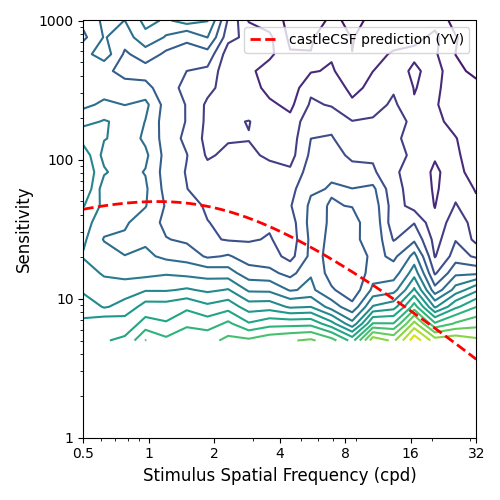 1000
castleCSF prediction (YV)
100
Sensitivity
10
1
0.5 1 2 4 8 16 32
Stimulus Spatial Frequency (cpd)